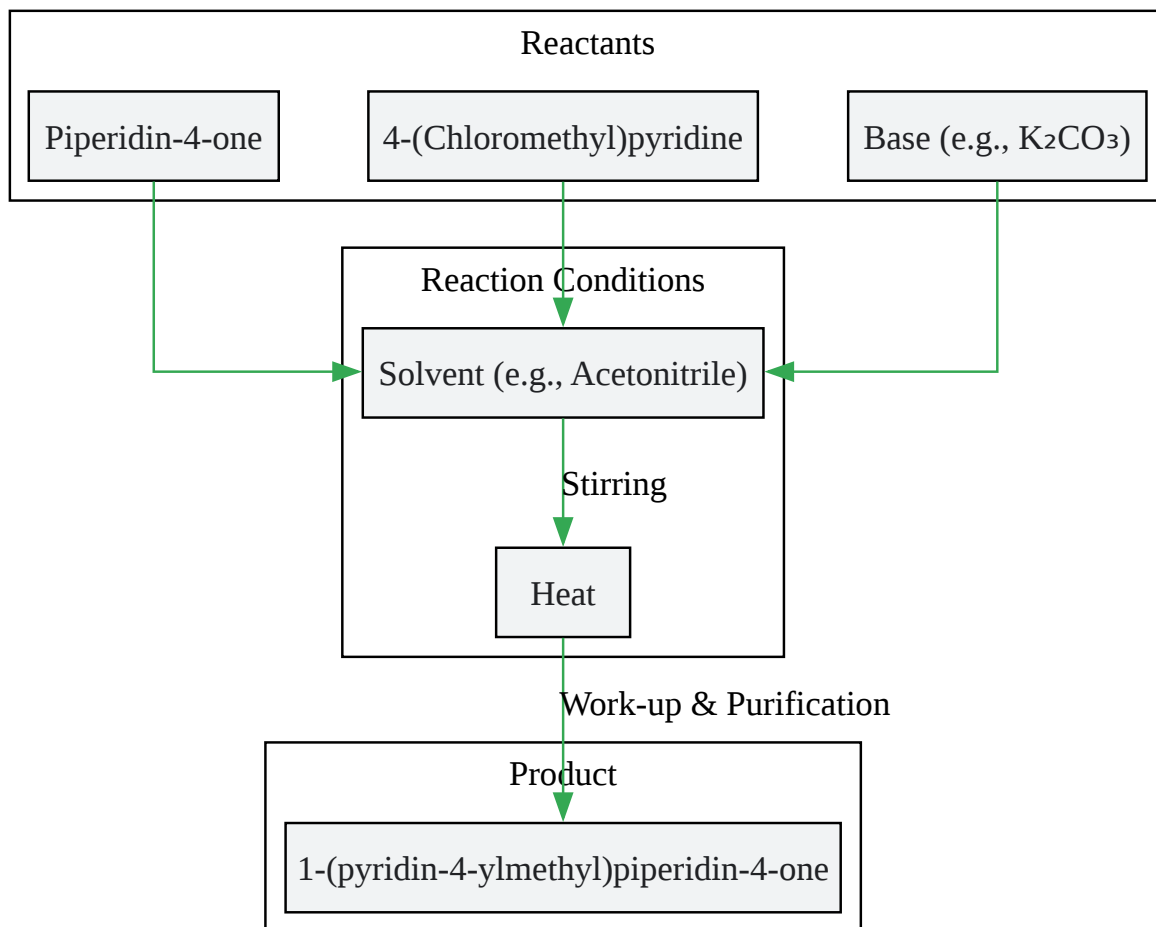 Reactants
Piperidin-4-one
4-(Chloromethyl)pyridine
Base (e.g., K₂CO₃)
Reaction Conditions
Solvent (e.g., Acetonitrile)
Stirring
Heat
Work-up & Purification
Product
1-(pyridin-4-ylmethyl)piperidin-4-one